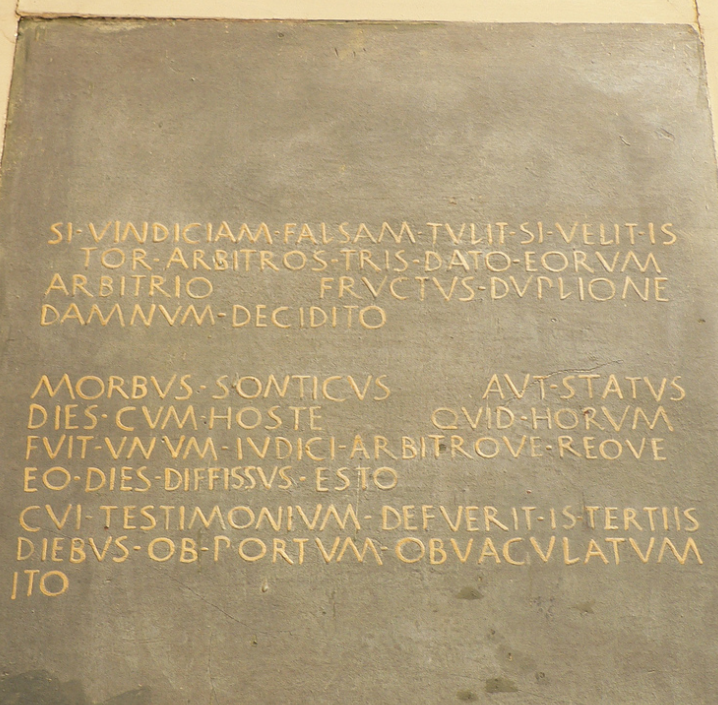 SI·VINDICIAM·FALSAM·TVLIT·SI·VELIT·IS
TOR·ARBITROS·TRIS·DATO·EORVM
ARBITRIO FRVCTVS·DVPLIONE
DAMNVM·DECIDITO
MORBVS·SONTICVS AVT·STATVS
DIES·CVM·HOSTE QVID·HORVM
FVIT·VNVM·IVDICI·ARBITROVE·REOVE
EO·DIES·DIFFISSVS·ESTO
CVI·TESTIMONIVM·DEFVERIT·IS·TERTIIS
DIEBVS·OB·PORTVM·OBVACVLATVM
ITO